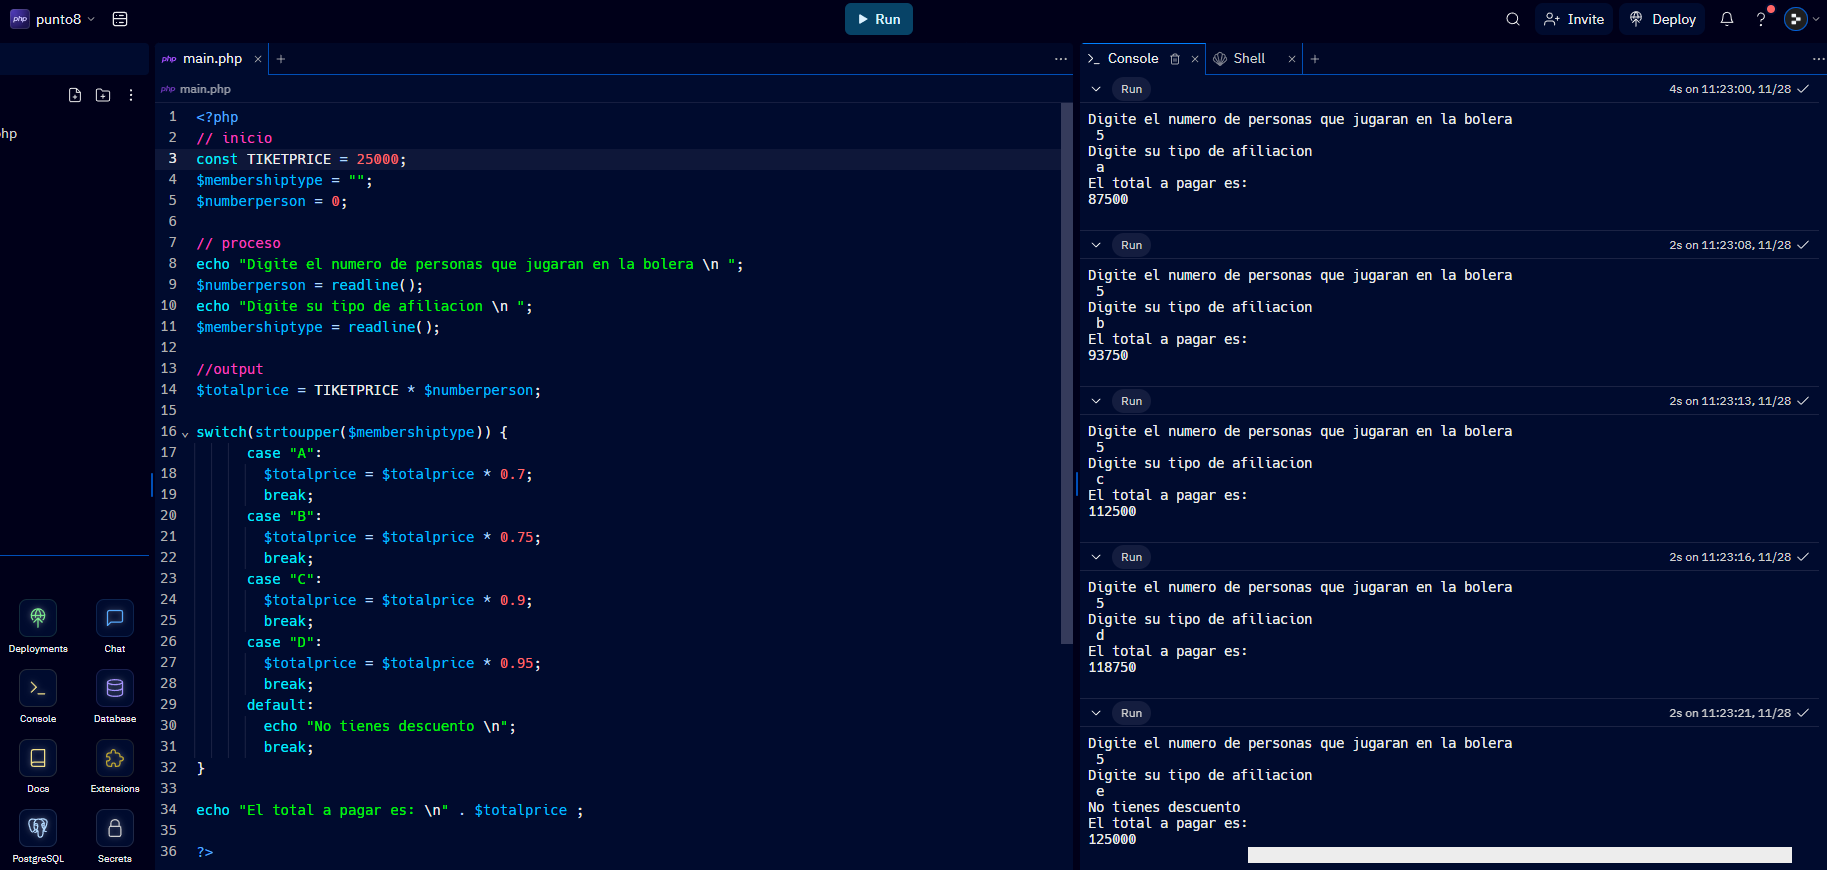 php punto8
Run
Invite
Deploy
hp
php main.php
php main.php
1 <?php
2 // inicio
3 const TIKETPRICE = 25000;
4 $membershiptype = "";
5 $numberperson = 0;
6
7 // proceso
8 echo "Digite el numero de personas que jugaran en la bolera \n ";
9 $numberperson = readline();
10 echo "Digite su tipo de afiliacion \n ";
11 $membershiptype = readline();
12
13 //output
14 $totalprice = TIKETPRICE * $numberperson;
15
16 switch(strtoupper($membershiptype)) {
17 case "A":
18 $totalprice = $totalprice * 0.7;
19 break;
20 case "B":
21 $totalprice = $totalprice * 0.75;
22 break;
23 case "C":
24 $totalprice = $totalprice * 0.9;
25 break;
26 case "D":
27 $totalprice = $totalprice * 0.95;
28 break;
29 default:
30 echo "No tienes descuento \n";
31 break;
32 }
33
34 echo "El total a pagar es: \n" . $totalprice ;
35
36 ?>
Deployments
Chat
Console
Database
Docs
Extensions
PostgreSQL
Secrets
Console
Shell
Run 4s on 11:23:00, 11/28
Digite el numero de personas que jugaran en la bolera
5
Digite su tipo de afiliacion
a
El total a pagar es:
87500
Run 2s on 11:23:08, 11/28
Digite el numero de personas que jugaran en la bolera
5
Digite su tipo de afiliacion
b
El total a pagar es:
93750
Run 2s on 11:23:13, 11/28
Digite el numero de personas que jugaran en la bolera
5
Digite su tipo de afiliacion
c
El total a pagar es:
112500
Run 2s on 11:23:16, 11/28
Digite el numero de personas que jugaran en la bolera
5
Digite su tipo de afiliacion
d
El total a pagar es:
118750
Run 2s on 11:23:21, 11/28
Digite el numero de personas que jugaran en la bolera
5
Digite su tipo de afiliacion
e
No tienes descuento
El total a pagar es:
125000